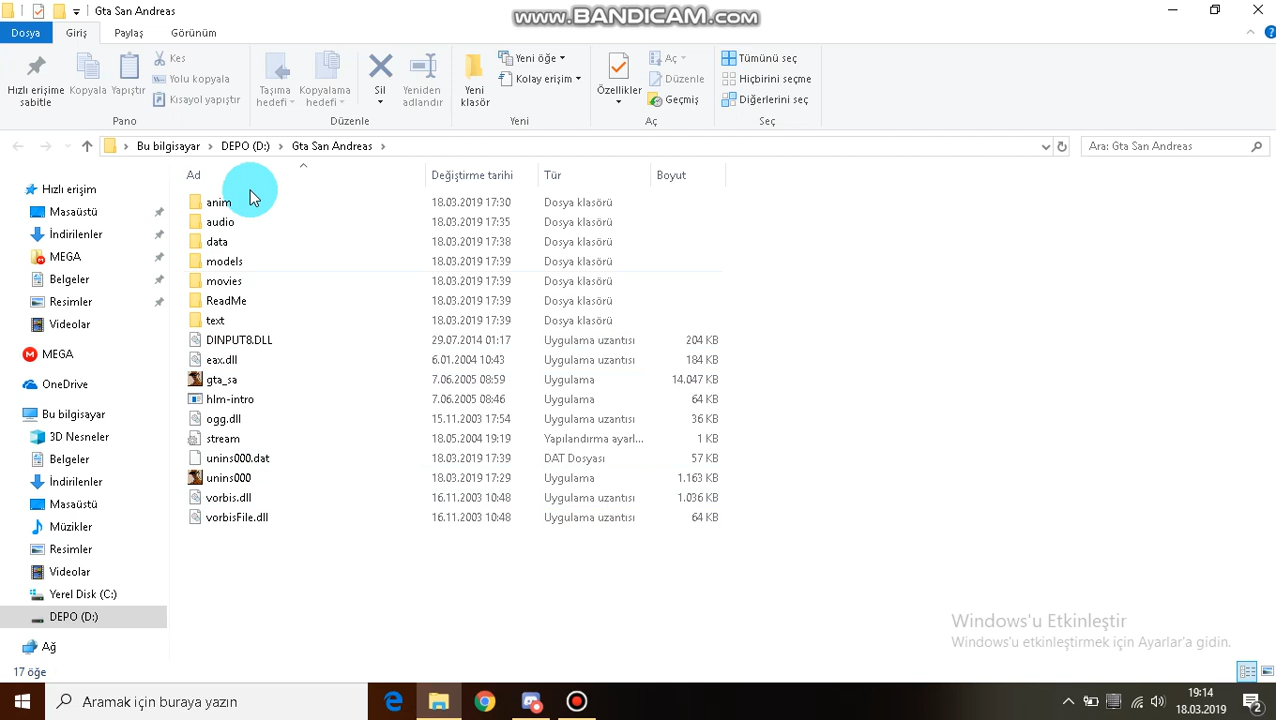 Gta San Andreas
www.BANDICAM.com
Dosya Giriş Paylaş Görünüm
Hızlı erişime sabitle
Kopyala
Yapıştır
Kes
Yolu kopyala
Kısayol yapıştır
Pano
Taşıma hedefi
Kopyalama hedefi
Sil
Yeniden adlandır
Düzenle
Yeni klasör
Yeni öğe
Kolay erişim
Yeni
Özellikler
Aç
Düzenle
Geçmiş
Aç
Tümünü seç
Hiçbirini seçme
Diğerlerini seç
Seç
Bu bilgisayar > DEPO (D:) > Gta San Andreas >
Ara: Gta San Andreas
Hızlı erişim
Masaüstü
İndirilenler
MEGA
Belgeler
Resimler
Videolar
MEGA
OneDrive
Bu bilgisayar
3D Nesneler
Belgeler
İndirilenler
Masaüstü
Müzikler
Resimler
Videolar
Yerel Disk (C:)
DEPO (D:)
Ağ
Ad Değiştirme tarihi Tür Boyut
anim 18.03.2019 17:30 Dosya klasörü
audio 18.03.2019 17:35 Dosya klasörü
data 18.03.2019 17:38 Dosya klasörü
models 18.03.2019 17:39 Dosya klasörü
movies 18.03.2019 17:39 Dosya klasörü
ReadMe 18.03.2019 17:39 Dosya klasörü
text 18.03.2019 17:39 Dosya klasörü
DINPUT8.DLL 29.07.2014 01:17 Uygulama uzantısı 204 KB
eax.dll 6.01.2004 10:43 Uygulama uzantısı 184 KB
gta_sa 7.06.2005 08:59 Uygulama 14.047 KB
hlm-intro 7.06.2005 08:46 Uygulama 64 KB
ogg.dll 15.11.2003 17:54 Uygulama uzantısı 36 KB
stream 18.05.2004 19:19 Yapılandırma ayarl... 1 KB
unins000.dat 18.03.2019 17:39 DAT Dosyası 57 KB
unins000 18.03.2019 17:29 Uygulama 1.163 KB
vorbis.dll 16.11.2003 10:48 Uygulama uzantısı 1.036 KB
vorbisFile.dll 16.11.2003 10:48 Uygulama uzantısı 64 KB
Windows'u Etkinleştir
Windows'u etkinleştirmek için Ayarlar'a gidin.
17 öğe
Aramak için buraya yazın
19:14
18.03.2019
2